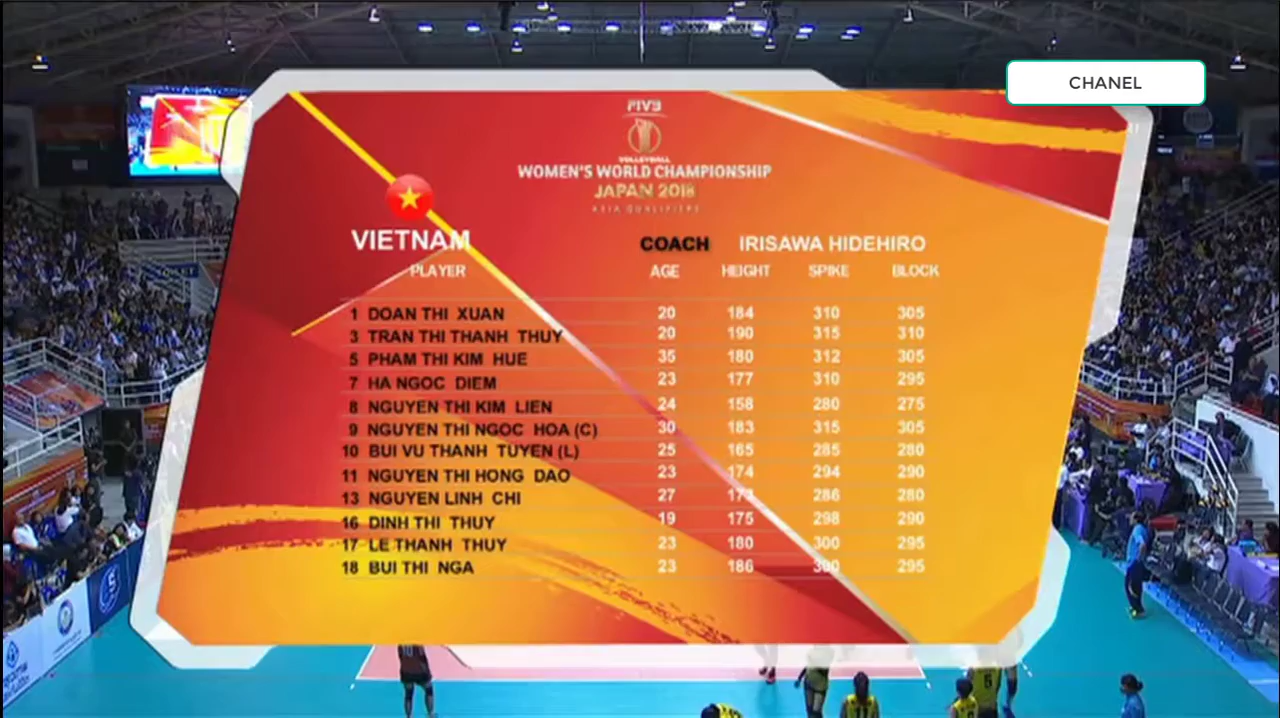 CHANEL
FIVB
VOLLEYBALL
WOMEN'S WORLD CHAMPIONSHIP
JAPAN 2018
ASIA QUALIFIERS
VIETNAM COACH IRISAWA HIDEHIRO
PLAYER AGE HEIGHT SPIKE BLOCK
1 DOAN THI XUAN 20 184 310 305
3 TRAN THI THANH THUY 20 190 315 310
5 PHAM THI KIM HUE 35 180 312 305
7 HA NGOC DIEM 23 177 310 295
8 NGUYEN THI KIM LIEN 24 158 280 275
9 NGUYEN THI NGOC HOA (C) 30 183 315 305
10 BUI VU THANH TUYEN (L) 25 165 285 280
11 NGUYEN THI HONG DAO 23 174 294 290
13 NGUYEN LINH CHI 27 173 286 280
16 DINH THI THUY 19 175 298 290
17 LE THANH THUY 23 180 300 295
18 BUI THI NGA 23 186 300 295